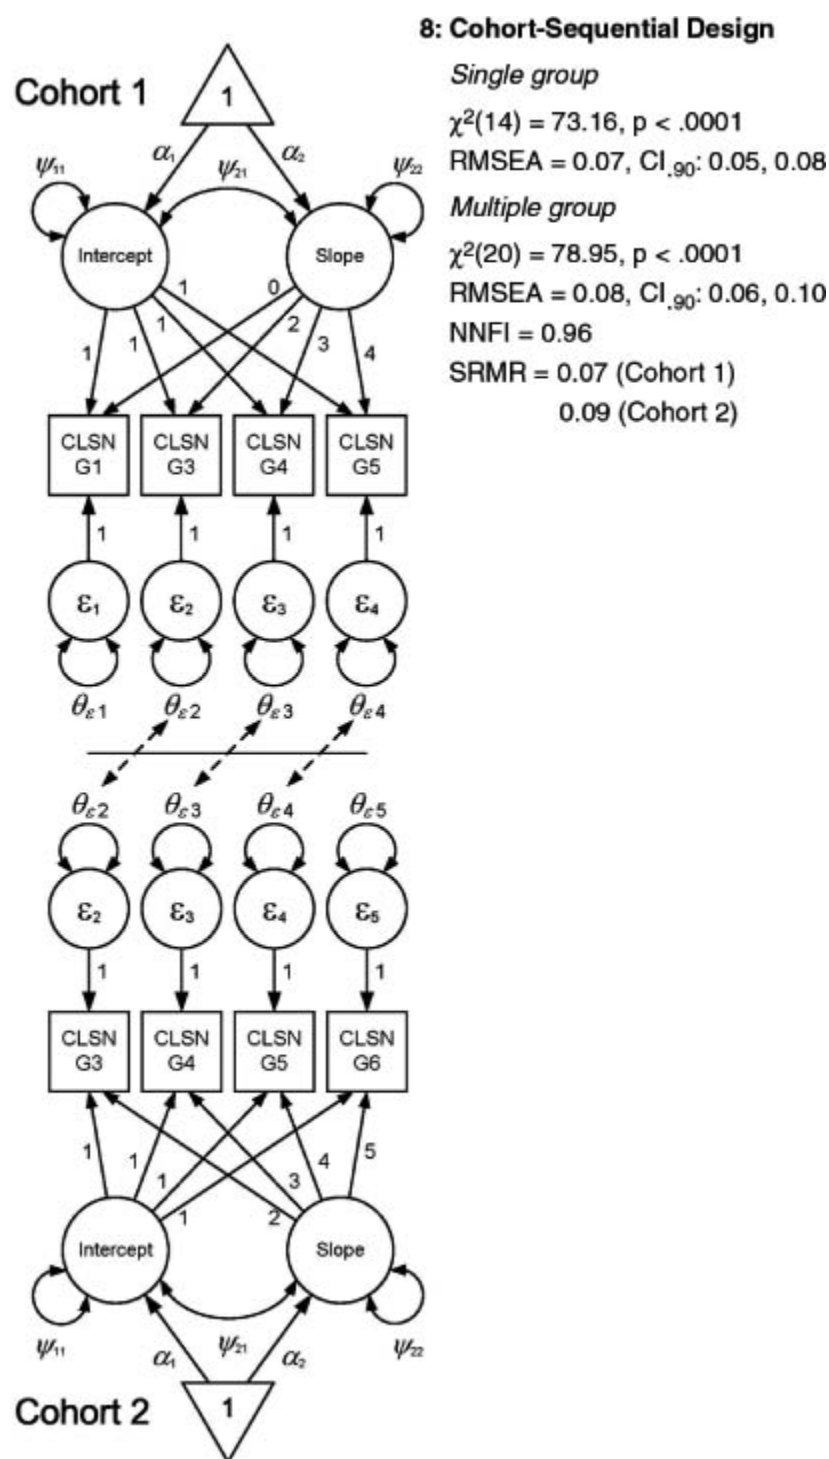 8: Cohort-Sequential Design
Single group
χ²(14) = 73.16, p < .0001
RMSEA = 0.07, CI.90: 0.05, 0.08
Multiple group
χ²(20) = 78.95, p < .0001
RMSEA = 0.08, CI.90: 0.06, 0.10
NNFI = 0.96
SRMR = 0.07 (Cohort 1)
0.09 (Cohort 2)
Cohort 1
1
α₁ α₂
ψ₁₁ ψ₂₁ ψ₂₂
Intercept Slope
1 1 1 1 0 2 3 4
CLSN G1
CLSN G3
CLSN G4
CLSN G5
1 1 1 1
ε₁ ε₂ ε₃ ε₄
θε1 θε2 θε3 θε4
θε2 θε3 θε4 θε5
ε₂ ε₃ ε₄ ε₅
1 1 1 1
CLSN G3
CLSN G4
CLSN G5
CLSN G6
1 1 1 1 2 3 4 5
Intercept Slope
ψ₁₁ ψ₂₁ ψ₂₂
α₁ α₂
1
Cohort 2